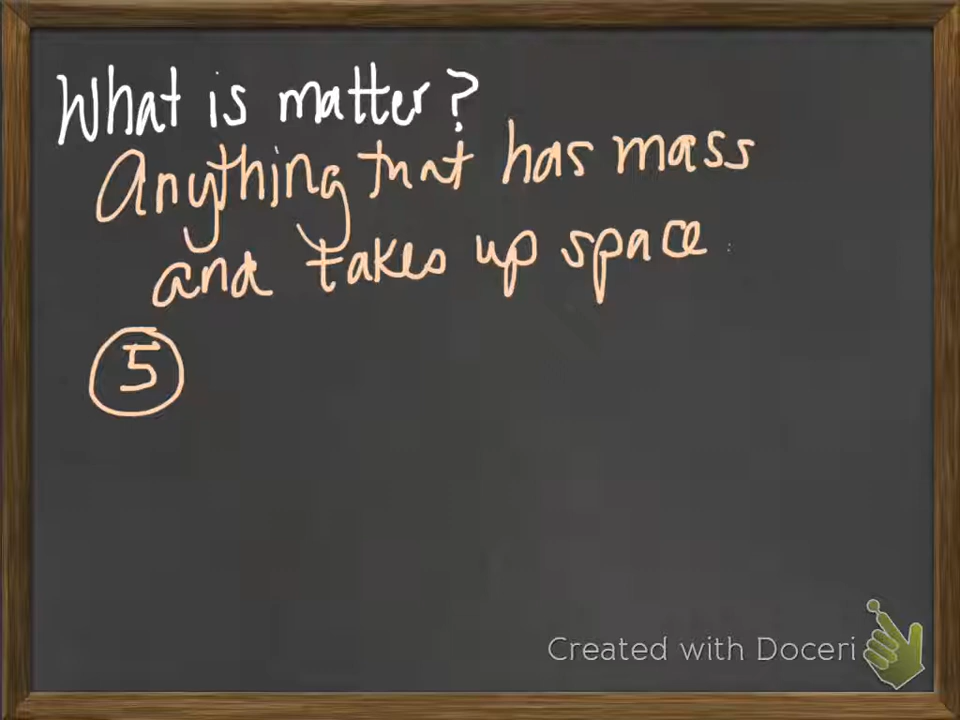 What is matter?
Anything that has mass
and takes up space
5
Created with Doceri